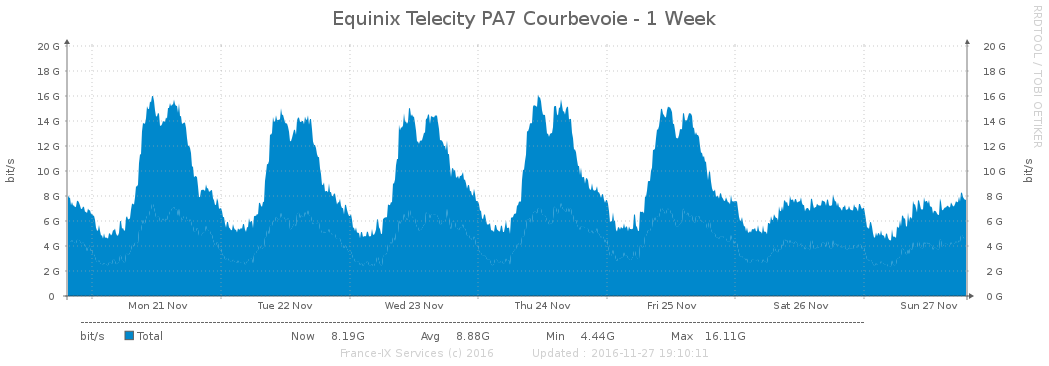 Equinix Telecity PA7 Courbevoie - 1 Week
RRDTOOL / TOBI OETIKER
20 G 20 G
18 G 18 G
16 G 16 G
14 G 14 G
12 G 12 G
10 G 10 G
8 G 8 G
6 G 6 G
4 G 4 G
2 G 2 G
0 0 G
bit/s
bit/s
Mon 21 Nov Tue 22 Nov Wed 23 Nov Thu 24 Nov Fri 25 Nov Sat 26 Nov Sun 27 Nov
bit/s Total Now 8.19G Avg 8.88G Min 4.44G Max 16.11G
France-IX Services (c) 2016 Updated : 2016-11-27 19:10:11